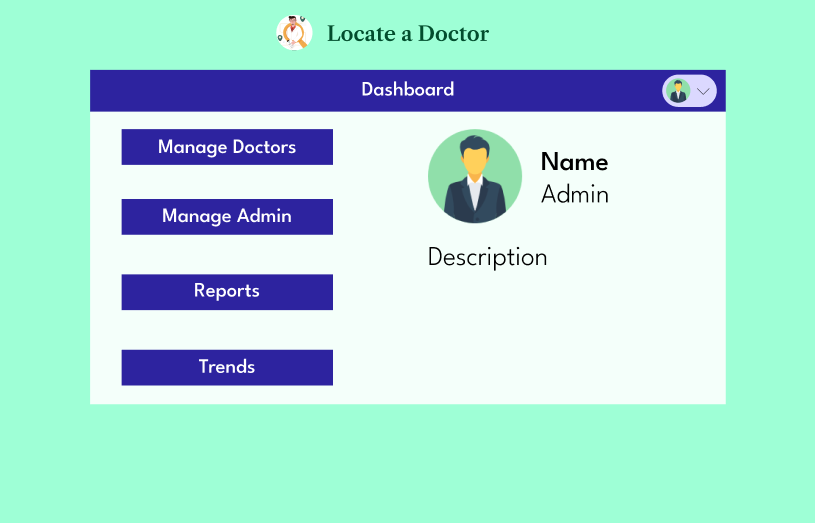 Locate a Doctor
Dashboard
Manage Doctors
Manage Admin
Reports
Trends
Name
Admin
Description